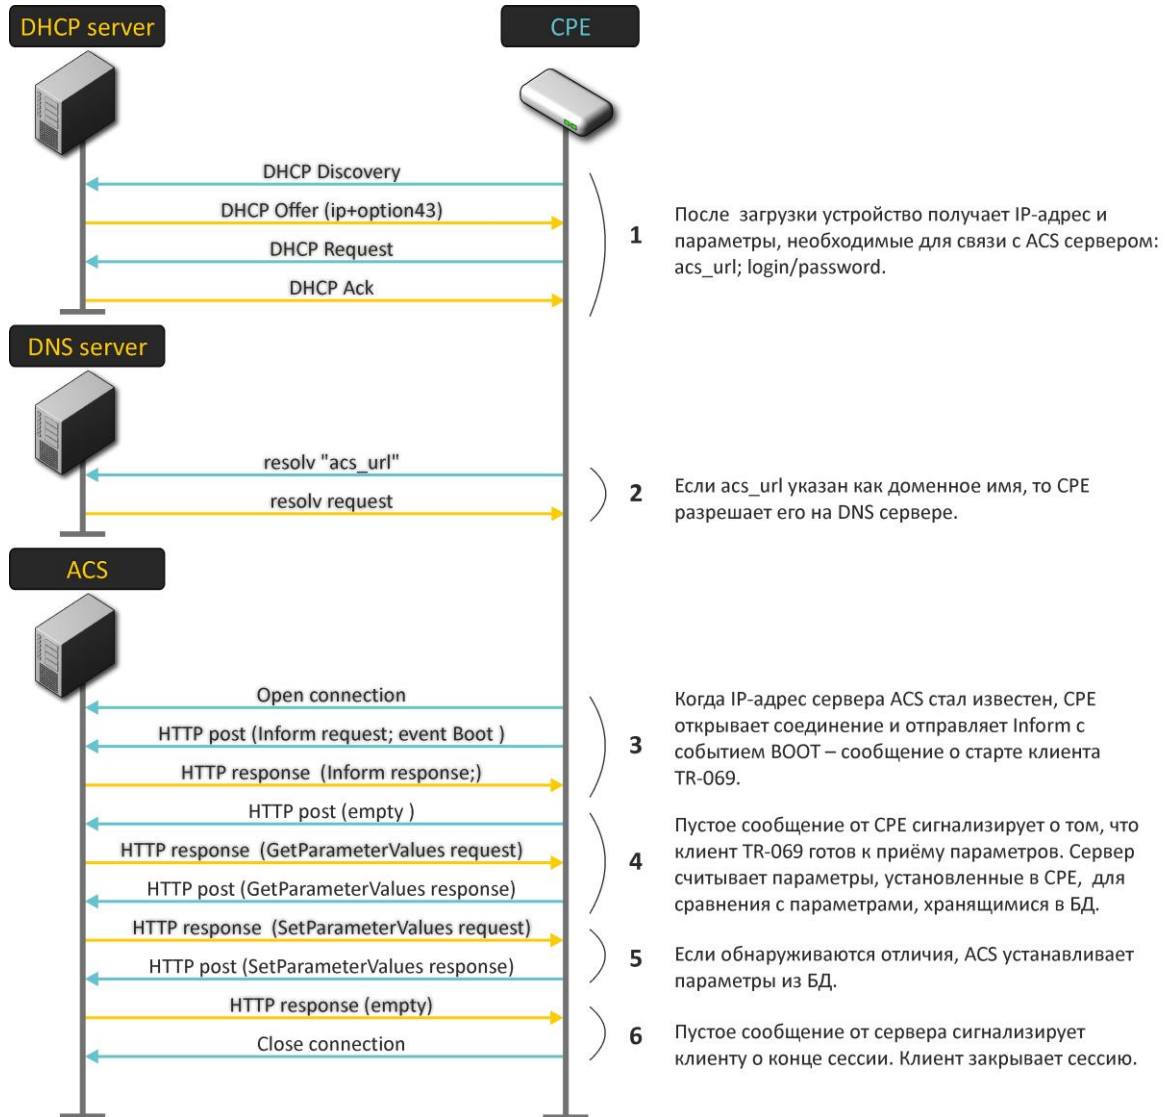 DHCP server
CPE
DHCP Discovery
DHCP Offer (ip+option43)
DHCP Request
DHCP Ack
1
После загрузки устройство получает IP-адрес и
параметры, необходимые для связи с ACS сервером:
acs_url; login/password.
DNS server
resolv "acs_url"
resolv request
2
Если acs_url указан как доменное имя, то CPE
разрешает его на DNS сервере.
ACS
Open connection
HTTP post (Inform request; event Boot )
HTTP response (Inform response;)
3
Когда IP-адрес сервера ACS стал известен, CPE
открывает соединение и отправляет Inform с
событием BOOT – сообщение о старте клиента
TR-069.
HTTP post (empty )
HTTP response (GetParameterValues request)
HTTP post (GetParameterValues response)
4
Пустое сообщение от CPE сигнализирует о том, что
клиент TR-069 готов к приёму параметров. Сервер
считывает параметры, установленные в CPE, для
сравнения с параметрами, хранящимися в БД.
HTTP response (SetParameterValues request)
HTTP post (SetParameterValues response)
5
Если обнаруживаются отличия, ACS устанавливает
параметры из БД.
HTTP response (empty)
Close connection
6
Пустое сообщение от сервера сигнализирует
клиенту о конце сессии. Клиент закрывает сессию.